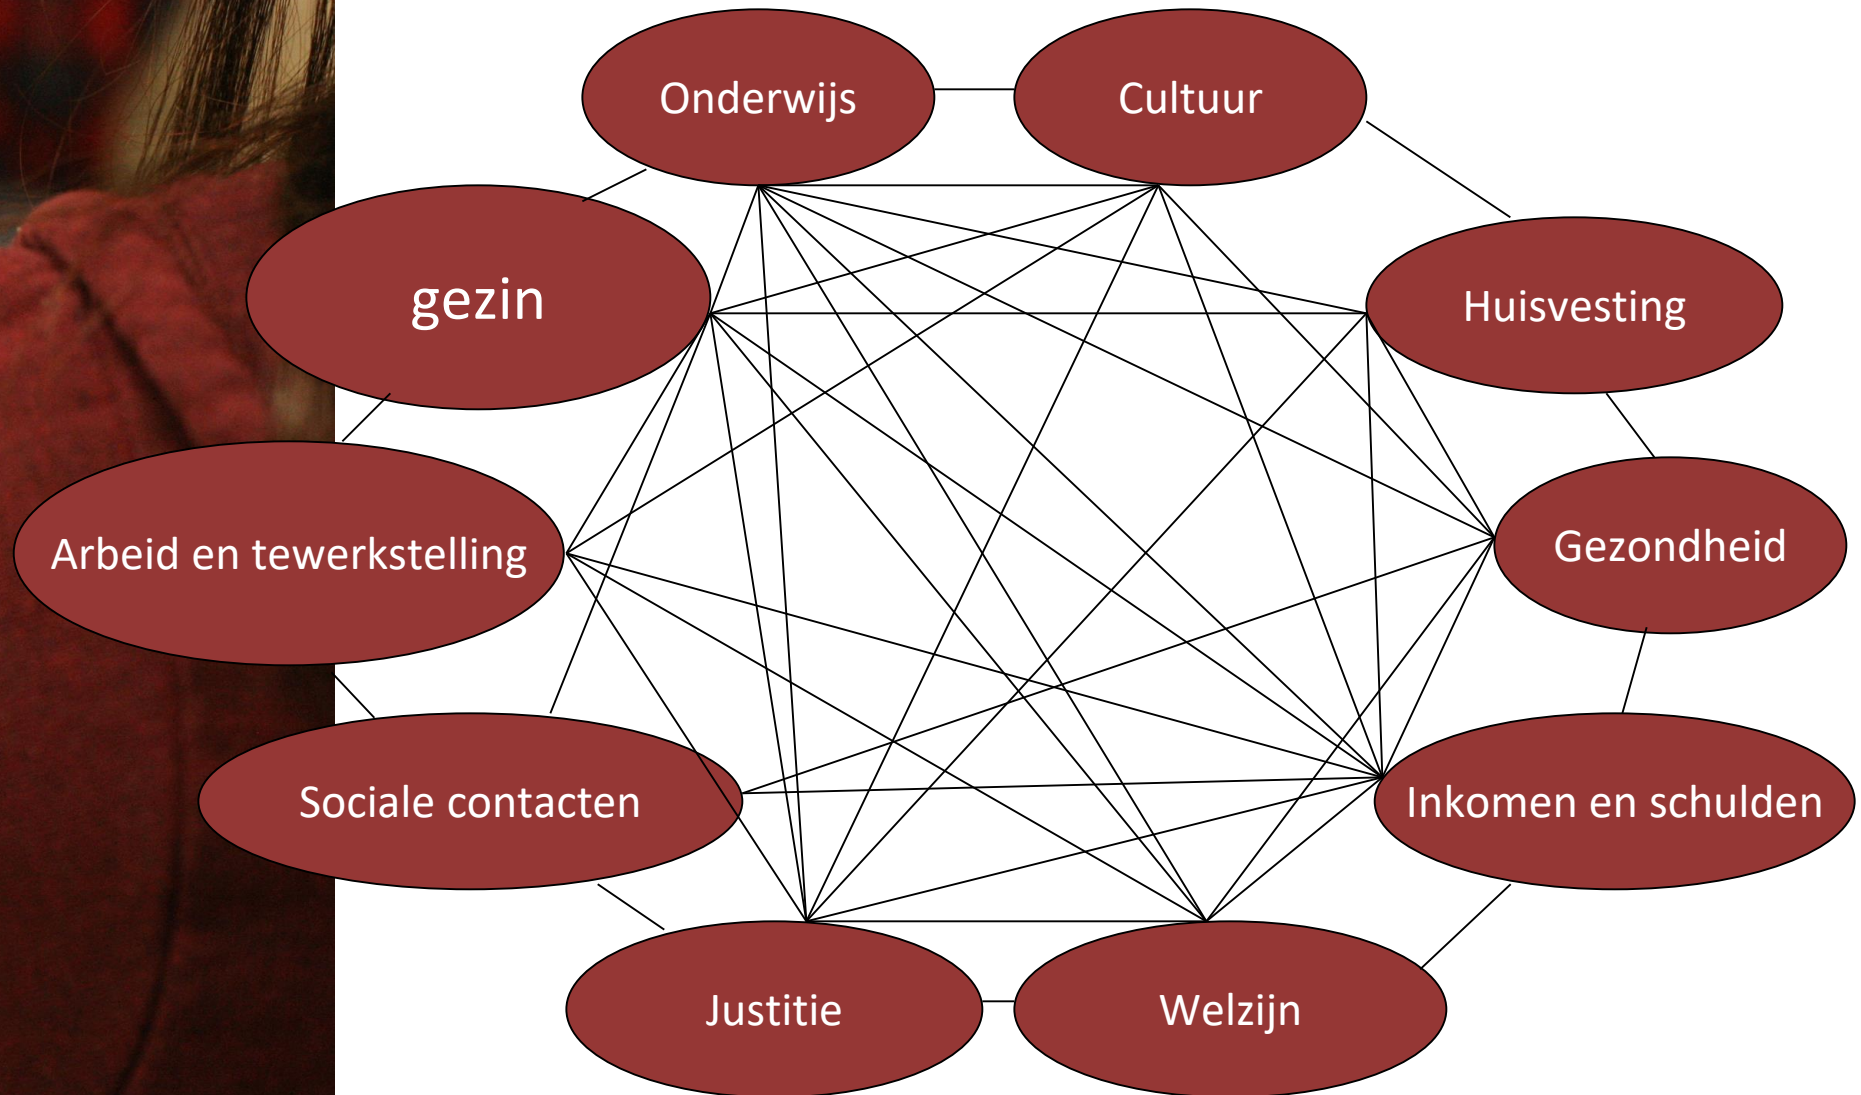 Onderwijs
Cultuur
gezin
Huisvesting
Arbeid en tewerkstelling
Gezondheid
Sociale contacten
Inkomen en schulden
Justitie
Welzijn